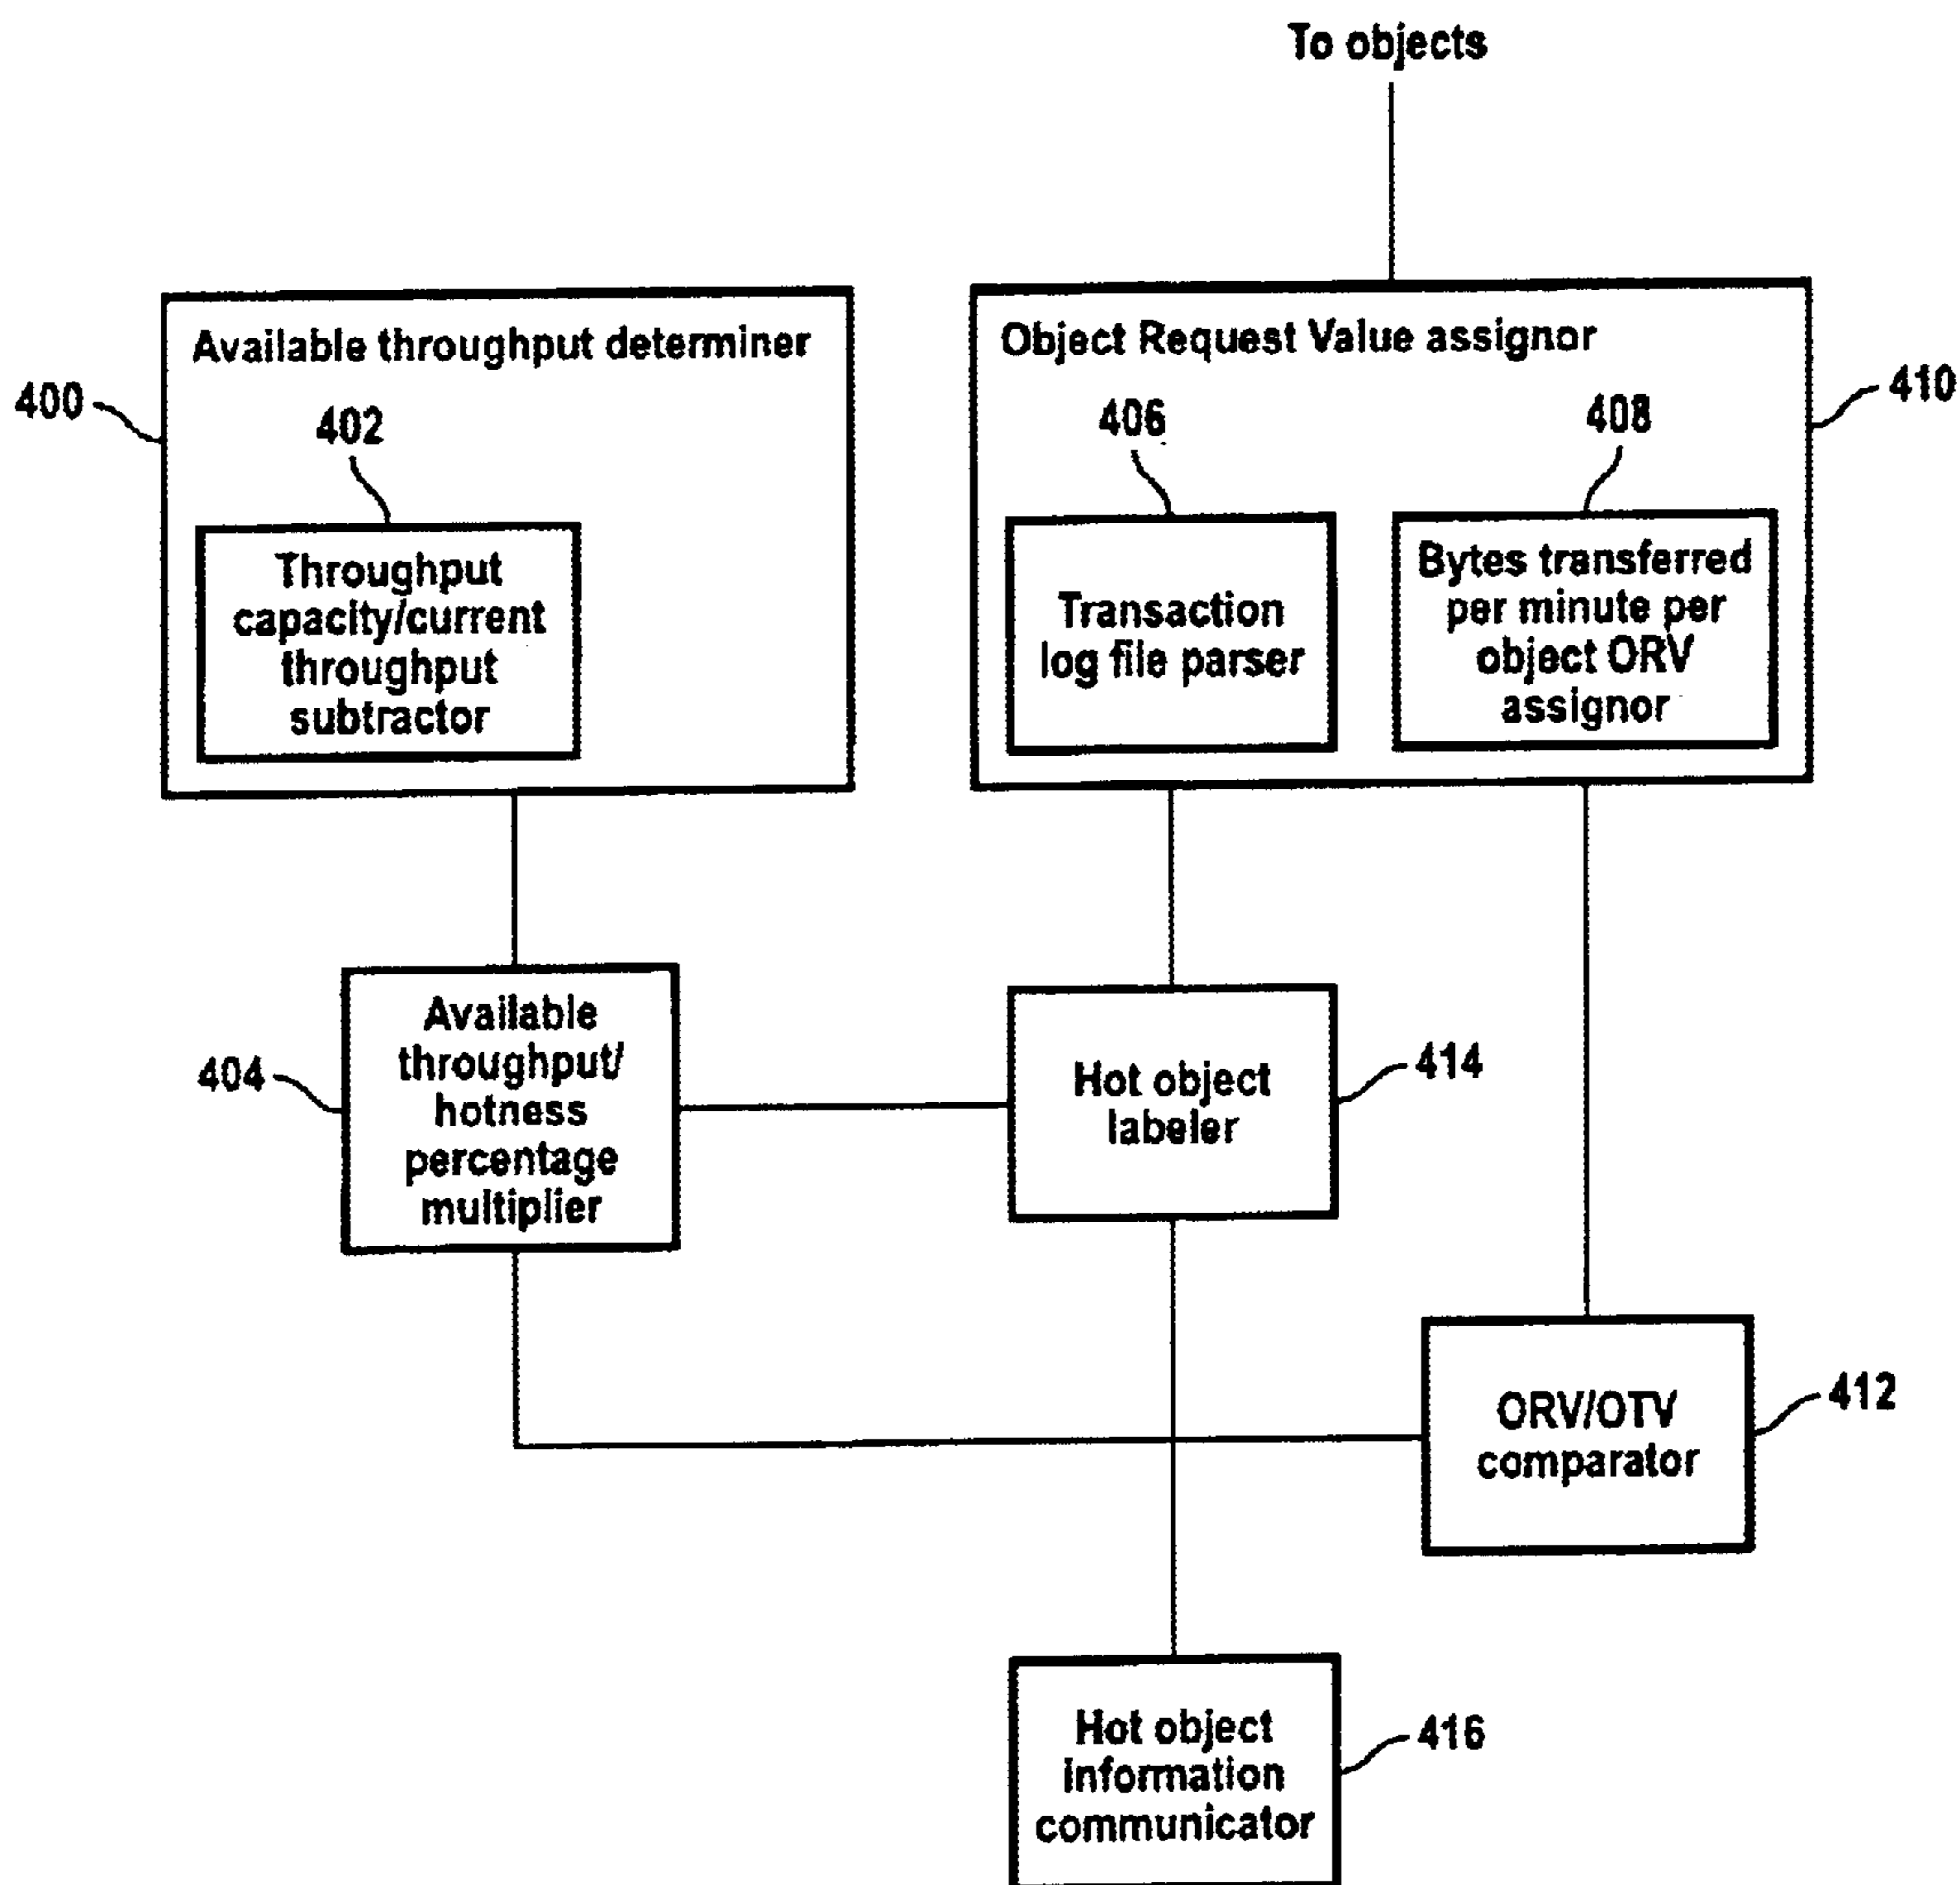 To objects
Available throughput determiner
Object Request Value assignor
400
410
402
406
408
Throughput
capacity/current
throughput
subtractor
Transaction
log file parser
Bytes transferred
per minute per
object ORV
assignor
Available
throughput/
hotness
percentage
multiplier
404
Hot object
labeler
414
ORV/OTV
comparator
412
Hot object
information
communicator
416